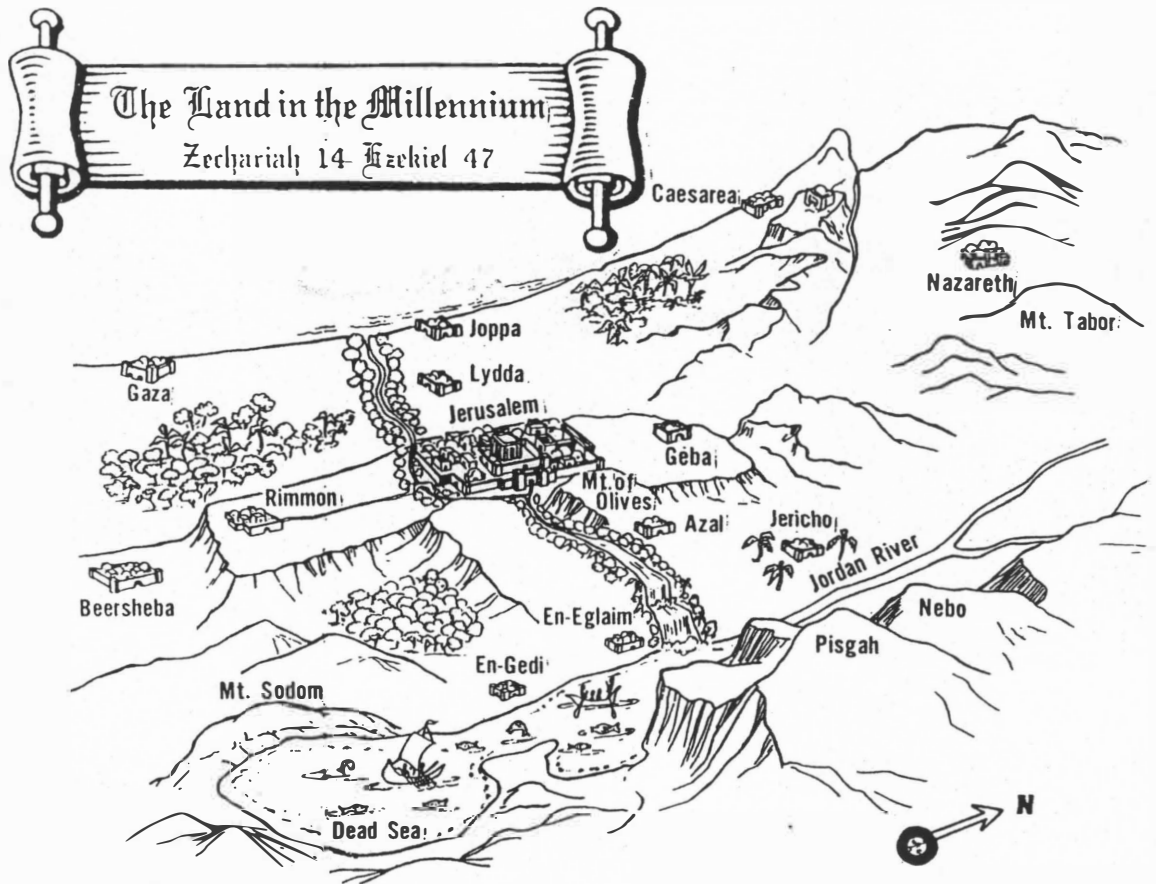 The Land in the Millennium
Zechariah 14 Ezekiel 47
Caesarea
Nazareth
Mt. Tabor
Joppa
Gaza
Lydda
Jerusalem
Geba
Mt. of
Olives
Rimmon
Azal
Jericho
Jordan River
Beersheba
En-Eglaim
Nebo
Pisgah
En-Gedi
Mt. Sodom
Dead Sea
N